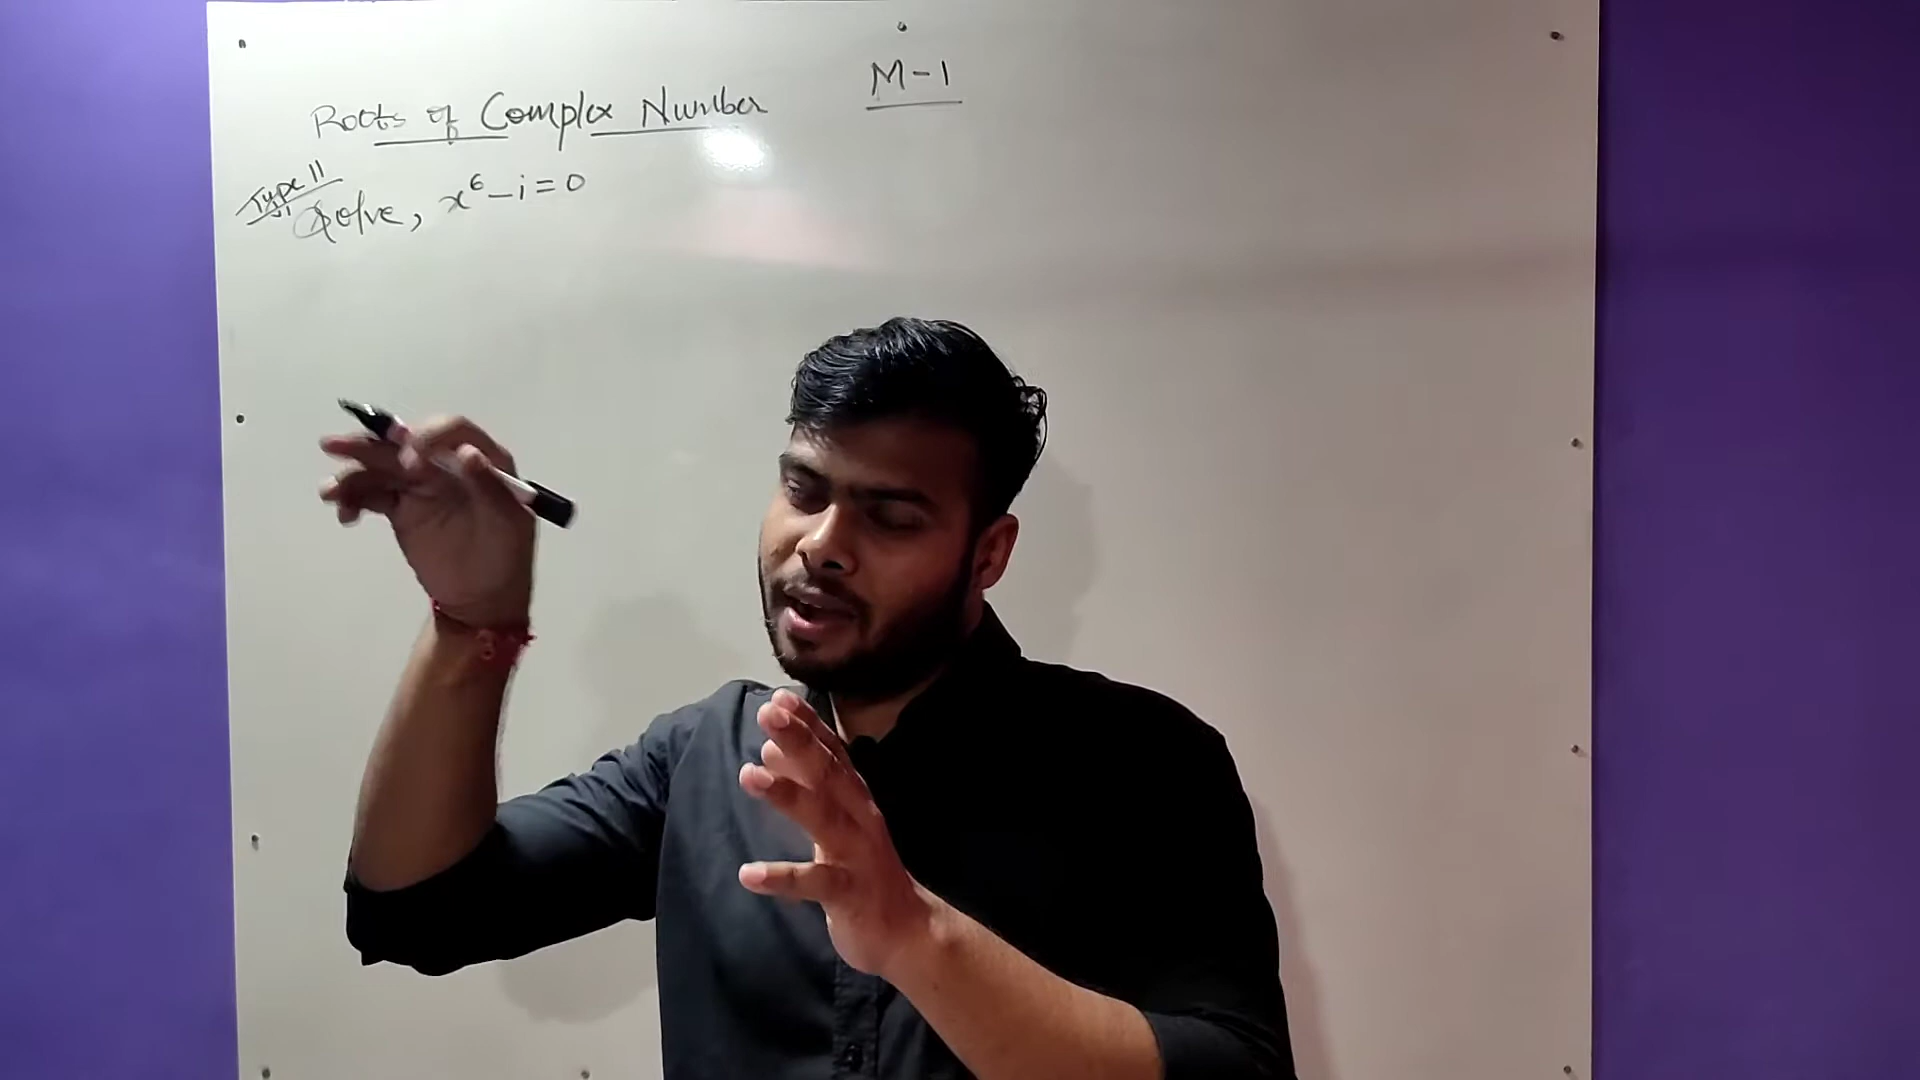 Roots of Complex Number
M-1
Type II
Solve, x⁶-i=0